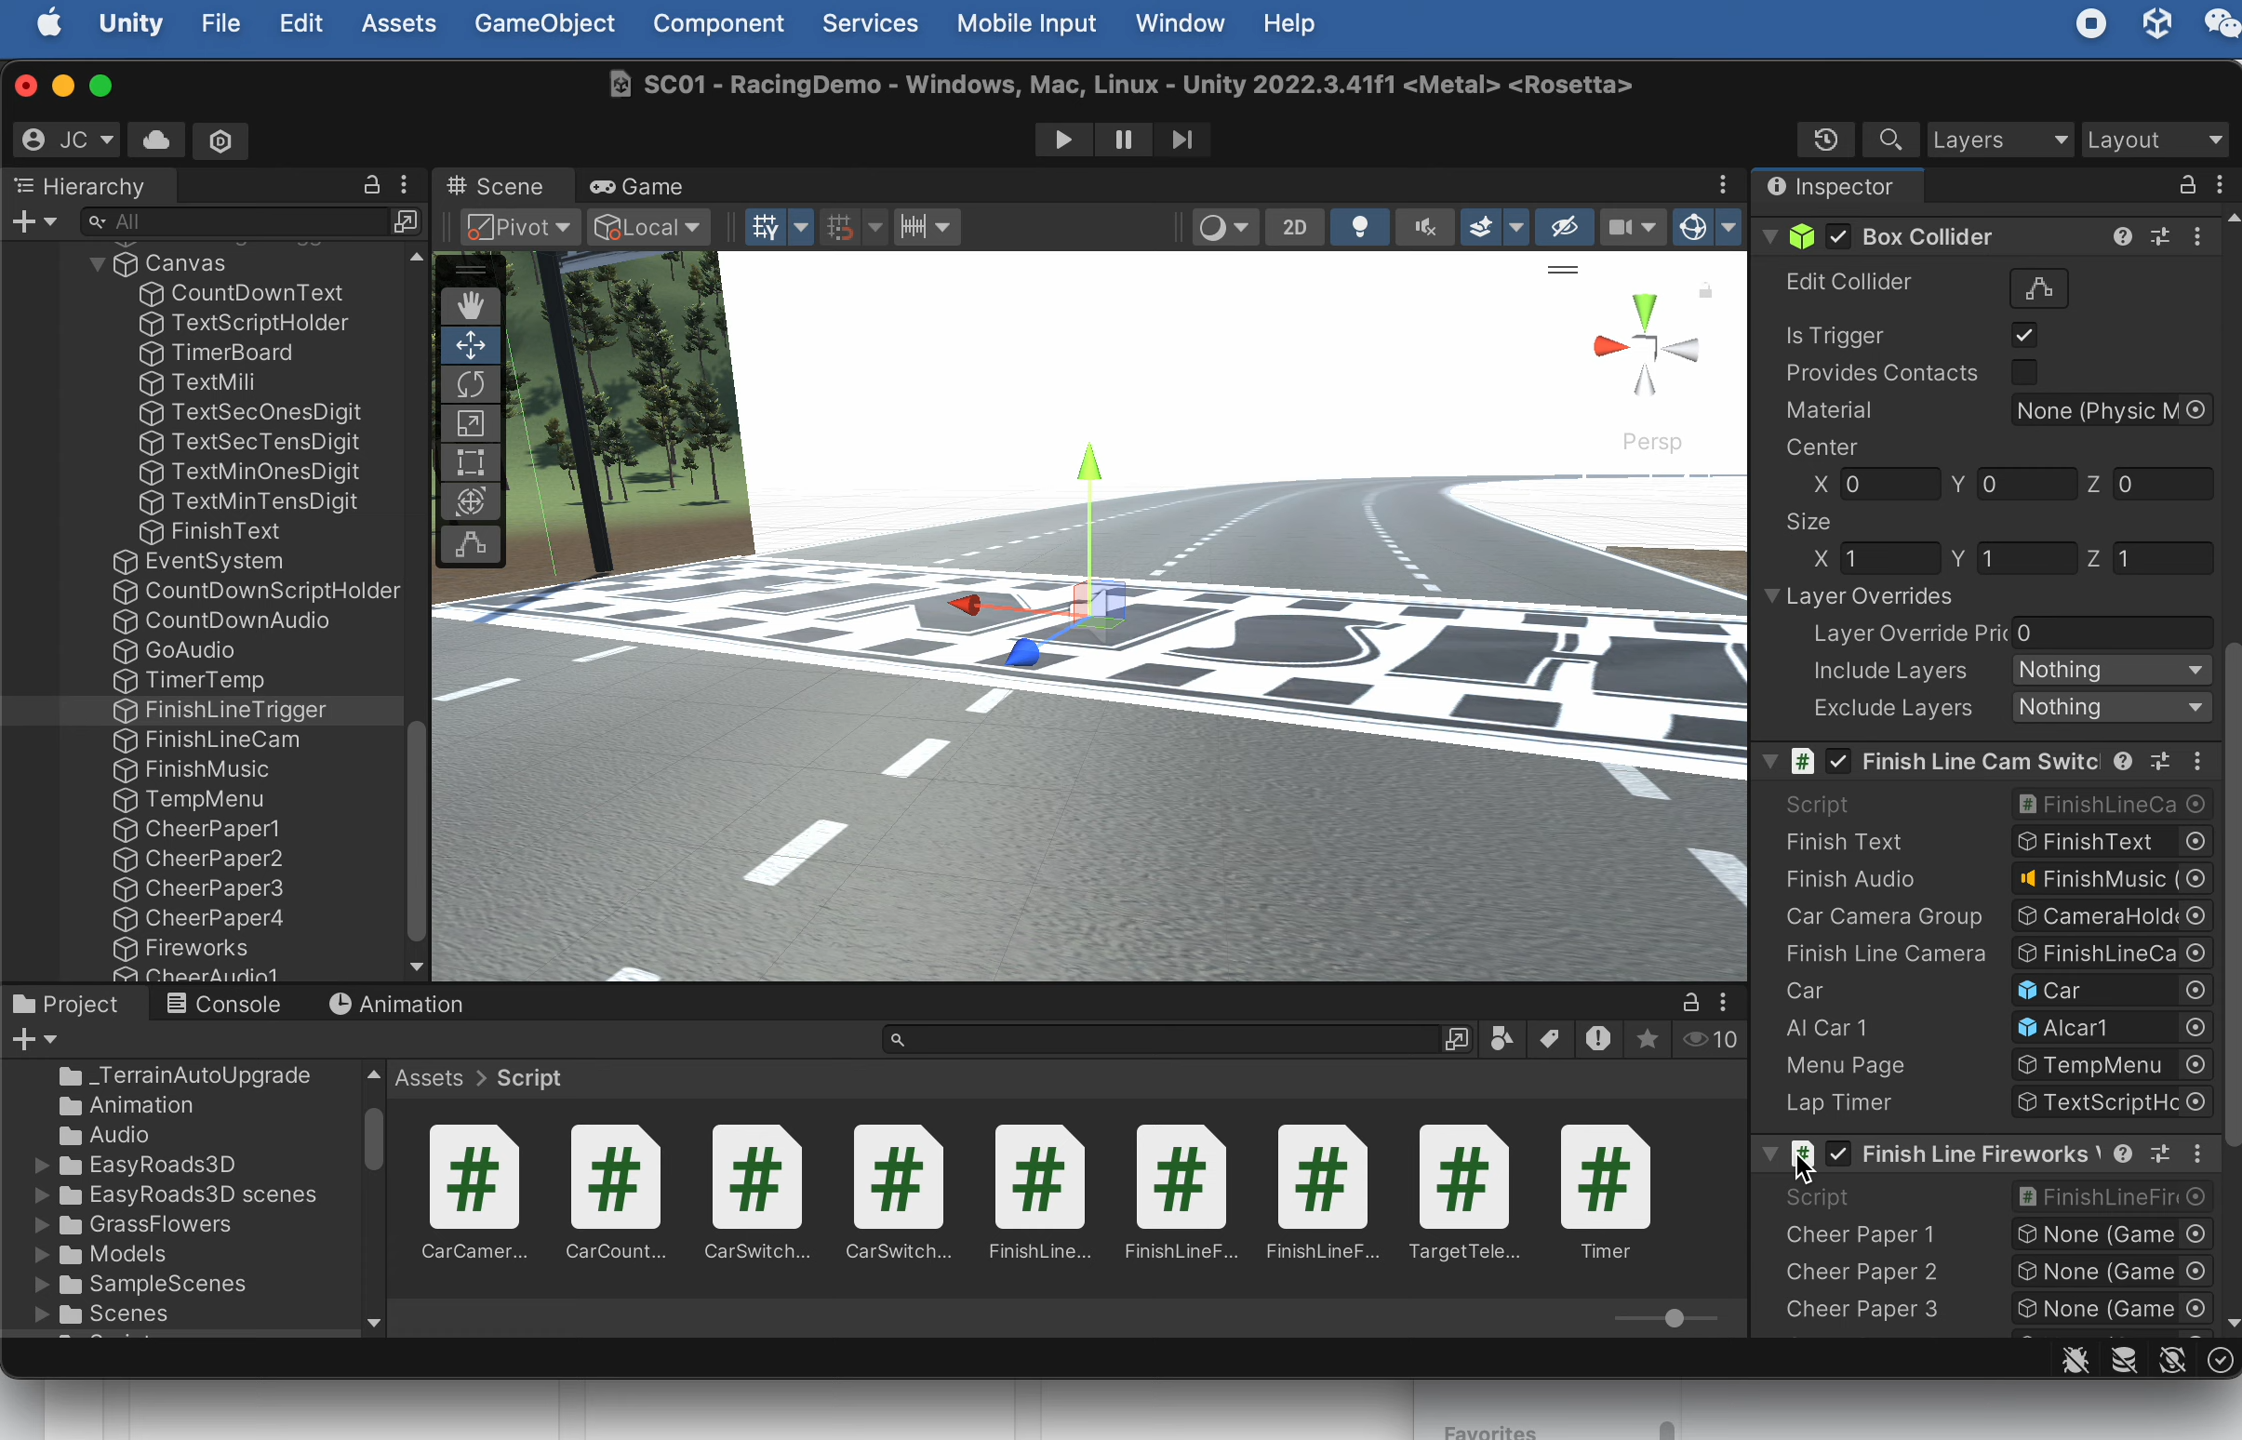 Unity File Edit Assets GameObject Component Services Mobile Input Window Help
SC01 - RacingDemo - Windows, Mac, Linux - Unity 2022.3.41f1 <Metal> <Rosetta>
JC
Layers
Layout
Hierarchy
All
Canvas
CountDownText
TextScriptHolder
TimerBoard
TextMili
TextSecOnesDigit
TextSecTensDigit
TextMinOnesDigit
TextMinTensDigit
FinishText
EventSystem
CountDownScriptHolder
CountDownAudio
GoAudio
TimerTemp
FinishLineTrigger
FinishLineCam
FinishMusic
TempMenu
CheerPaper1
CheerPaper2
CheerPaper3
CheerPaper4
Fireworks
CheerAudio1
Scene
Game
Pivot
Local
2D
Persp
Inspector
Box Collider
Edit Collider
Is Trigger
Provides Contacts
Material None (Physic M
Center
X 0 Y 0 Z 0
Size
X 1 Y 1 Z 1
Layer Overrides
Layer Override Pric 0
Include Layers Nothing
Exclude Layers Nothing
# Finish Line Cam Switc
Script # FinishLineCa
Finish Text FinishText
Finish Audio FinishMusic (
Car Camera Group CameraHolde
Finish Line Camera FinishLineCa
Car Car
AI Car 1 AIcar1
Menu Page TempMenu
Lap Timer TextScriptHo
# Finish Line Fireworks V
Script # FinishLineFire
Cheer Paper 1 None (Game
Cheer Paper 2 None (Game
Cheer Paper 3 None (Game
Project
Console
Animation
10
_TerrainAutoUpgrade
Animation
Audio
EasyRoads3D
EasyRoads3D scenes
GrassFlowers
Models
SampleScenes
Scenes
Assets > Script
# # # # # # # # #
CarCamer... CarCount... CarSwitch... CarSwitch... FinishLine... FinishLineF... FinishLineF... TargetTele... Timer
Favorites